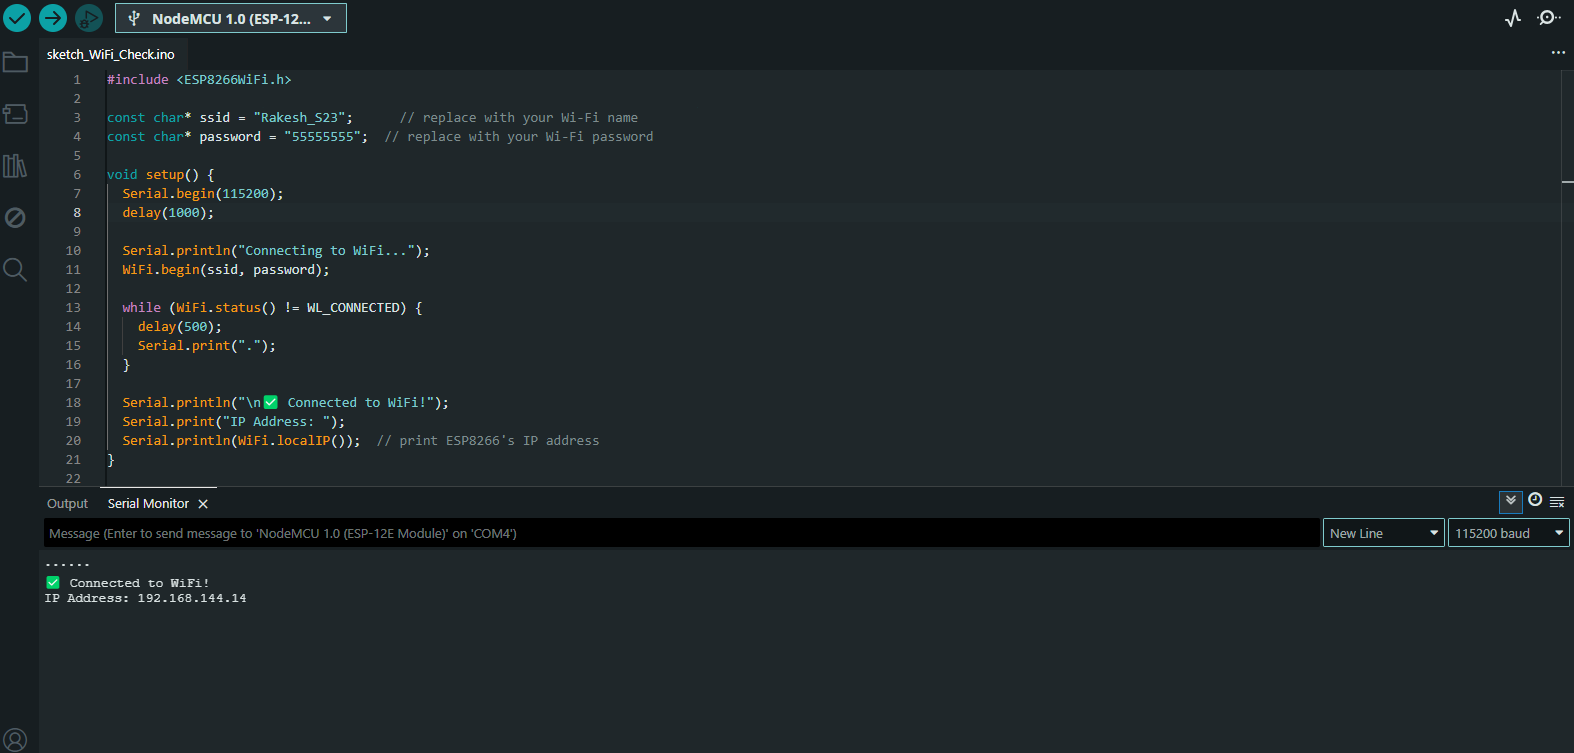 NodeMCU 1.0 (ESP-12...
sketch_WiFi_Check.ino
1 #include <ESP8266WiFi.h>
2
3 const char* ssid = "Rakesh_S23";      // replace with your Wi-Fi name
4 const char* password = "55555555";  // replace with your Wi-Fi password
5
6 void setup() {
7   Serial.begin(115200);
8   delay(1000);
9
10   Serial.println("Connecting to WiFi...");
11   WiFi.begin(ssid, password);
12
13   while (WiFi.status() != WL_CONNECTED) {
14     delay(500);
15     Serial.print(".");
16   }
17
18   Serial.println("\n✅ Connected to WiFi!");
19   Serial.print("IP Address: ");
20   Serial.println(WiFi.localIP());  // print ESP8266's IP address
21 }
22
Output Serial Monitor
Message (Enter to send message to 'NodeMCU 1.0 (ESP-12E Module)' on 'COM4') New Line 115200 baud
......
✅ Connected to WiFi!
IP Address: 192.168.144.14